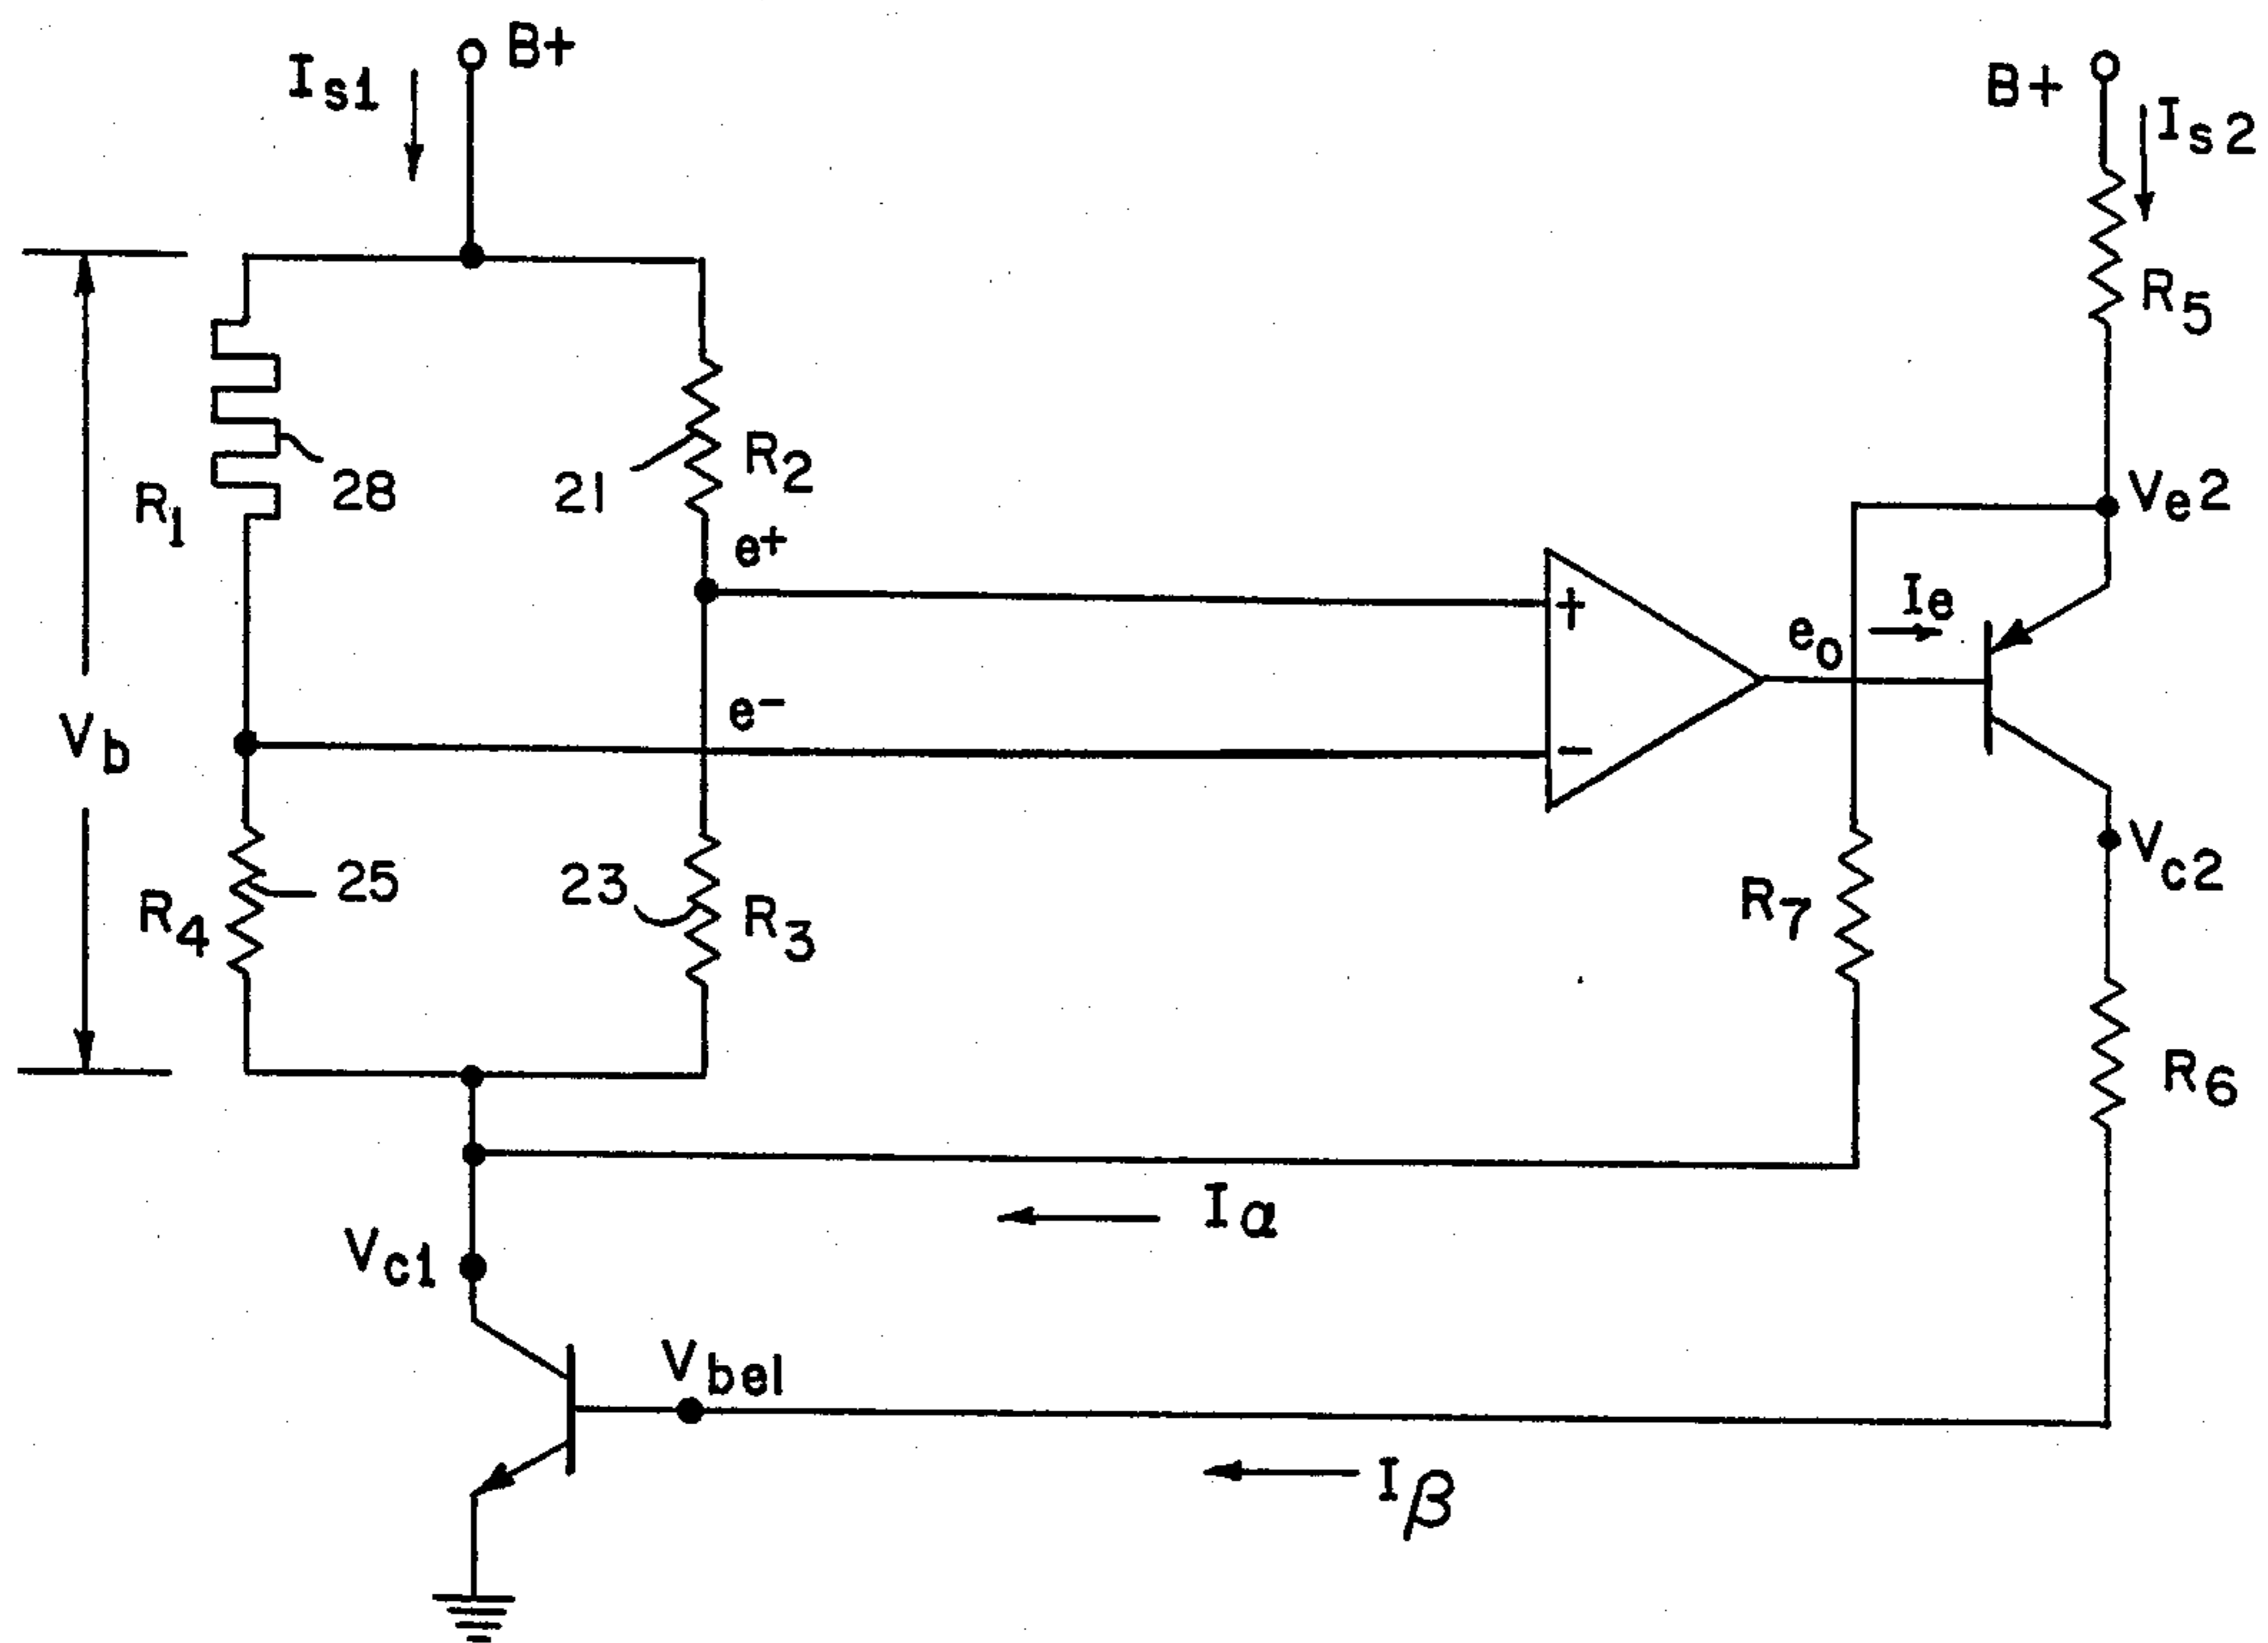 Is1
B+
B+
Is2
R5
R1
28
21
R2
e+
Ve2
Ie
eo
+
e-
-
Vb
Vc2
R4
25
23
R3
R7
R6
Iα
Vc1
Vbe1
Iβ